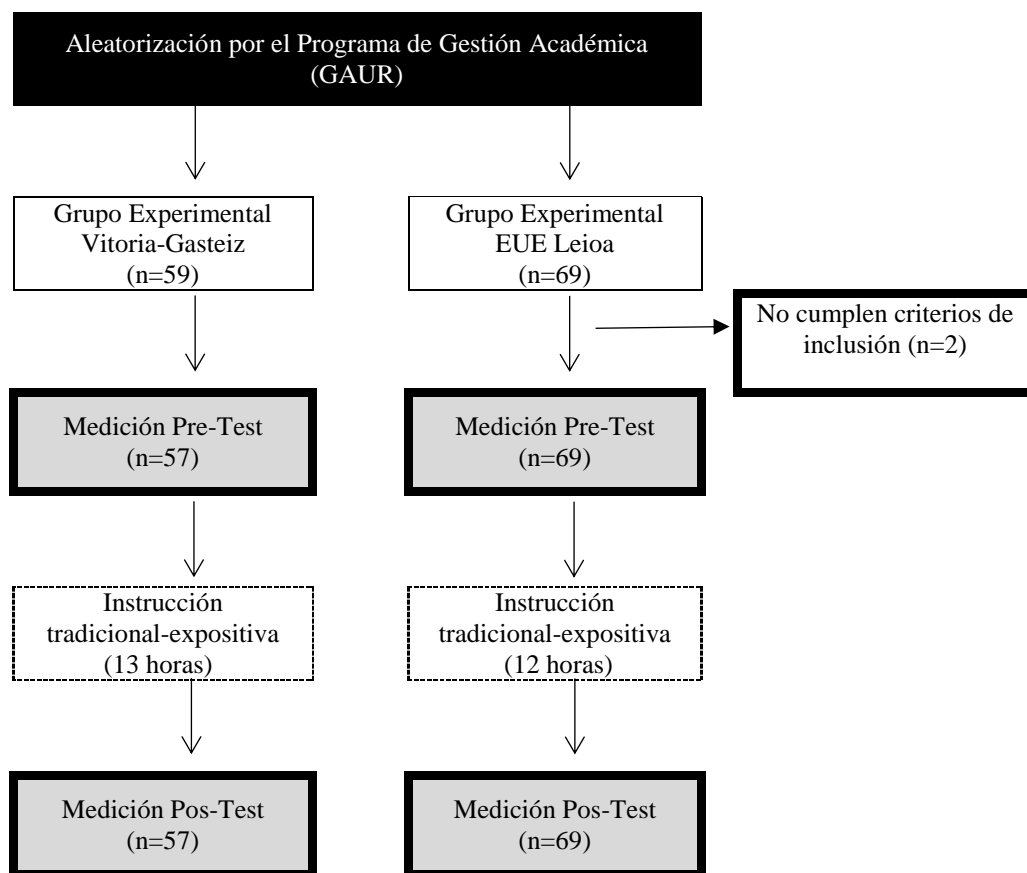 Aleatorización por el Programa de Gestión Académica
(GAUR)
Grupo Experimental
Vitoria-Gasteiz
(n=59)
Grupo Experimental
EUE Leioa
(n=69)
No cumplen criterios de
inclusión (n=2)
Medición Pre-Test
(n=57)
Medición Pre-Test
(n=69)
Instrucción
tradicional-expositiva
(13 horas)
Instrucción
tradicional-expositiva
(12 horas)
Medición Pos-Test
(n=57)
Medición Pos-Test
(n=69)